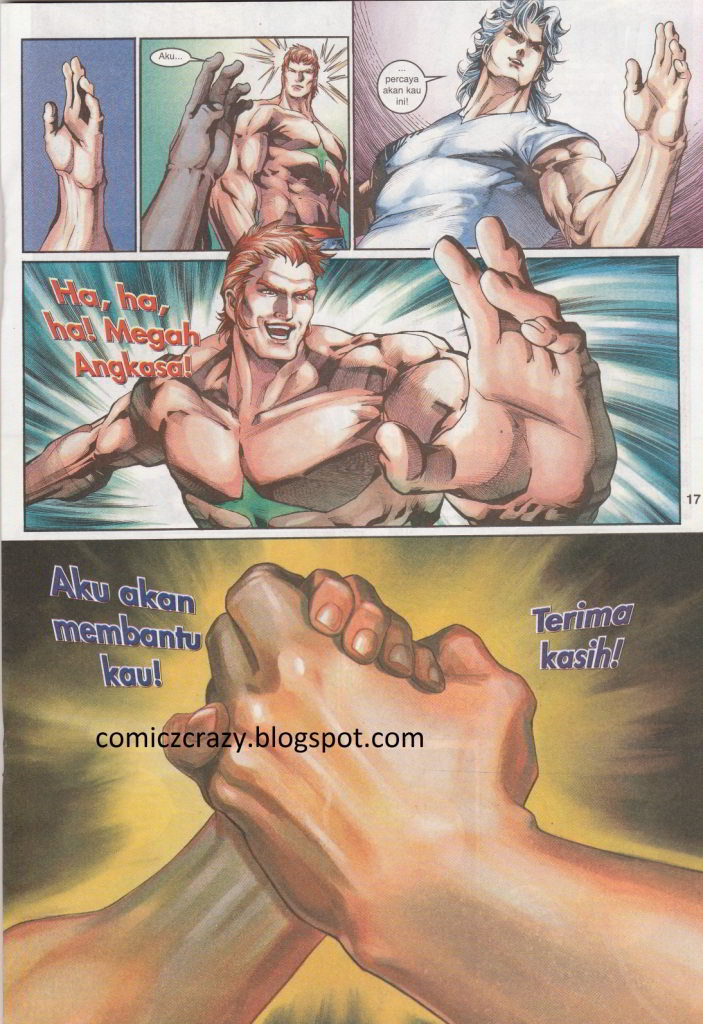 Aku...
...
percaya
akan kau
ini!
Ha, ha,
ha! Megah
Angkasa!
17
Aku akan
membantu
kau!
Terima
kasih!
comiczcrazy.blogspot.com